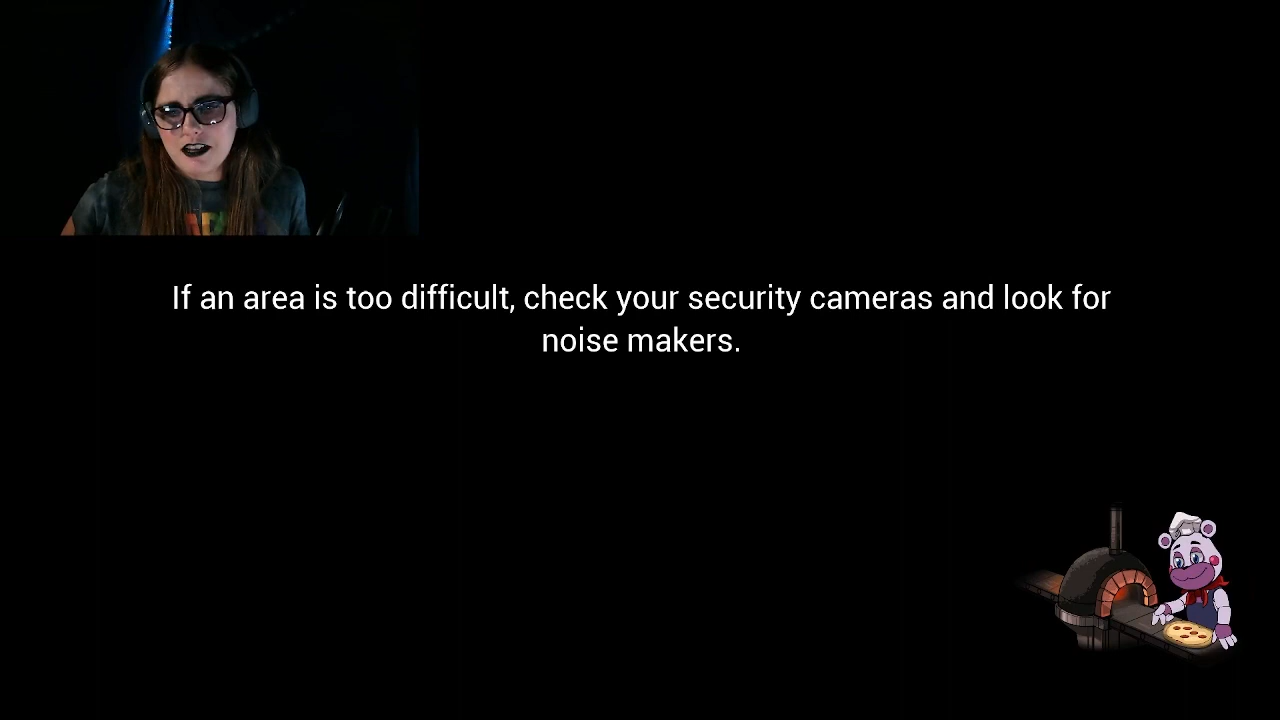 If an area is too difficult, check your security cameras and look for
noise makers.